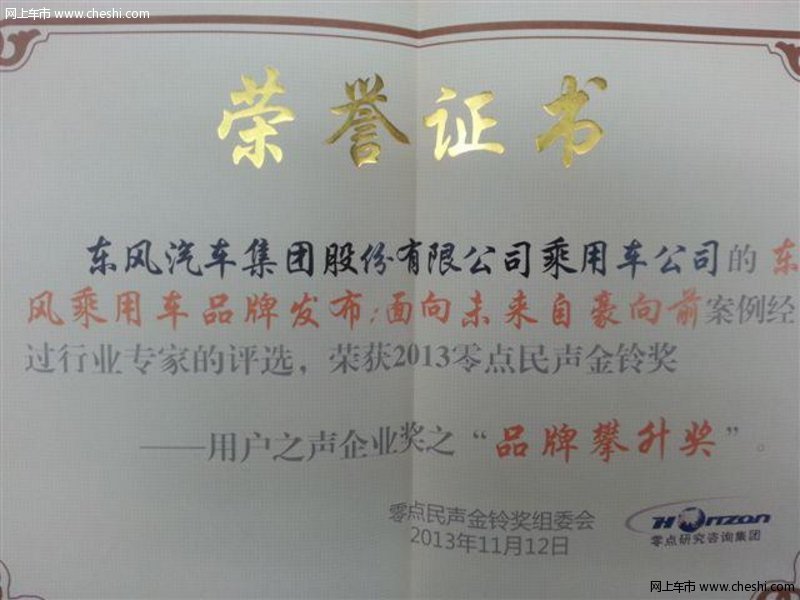 网上车市 www.cheshi.com
荣誉证书
东风汽车集团股份有限公司乘用车公司的东
风乘用车品牌发布：面向未来自豪向前案例经
过行业专家的评选，荣获2013零点民声金铃奖
——用户之声企业奖之“品牌攀升奖”。
零点民声金铃奖组委会
2013年11月12日
Horizon
零点研究咨询集团
网上车市 www.cheshi.com